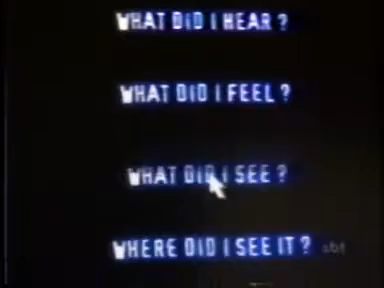 WHAT DID I HEAR?
WHAT DID I FEEL?
WHAT DID I SEE?
WHERE DID I SEE IT?